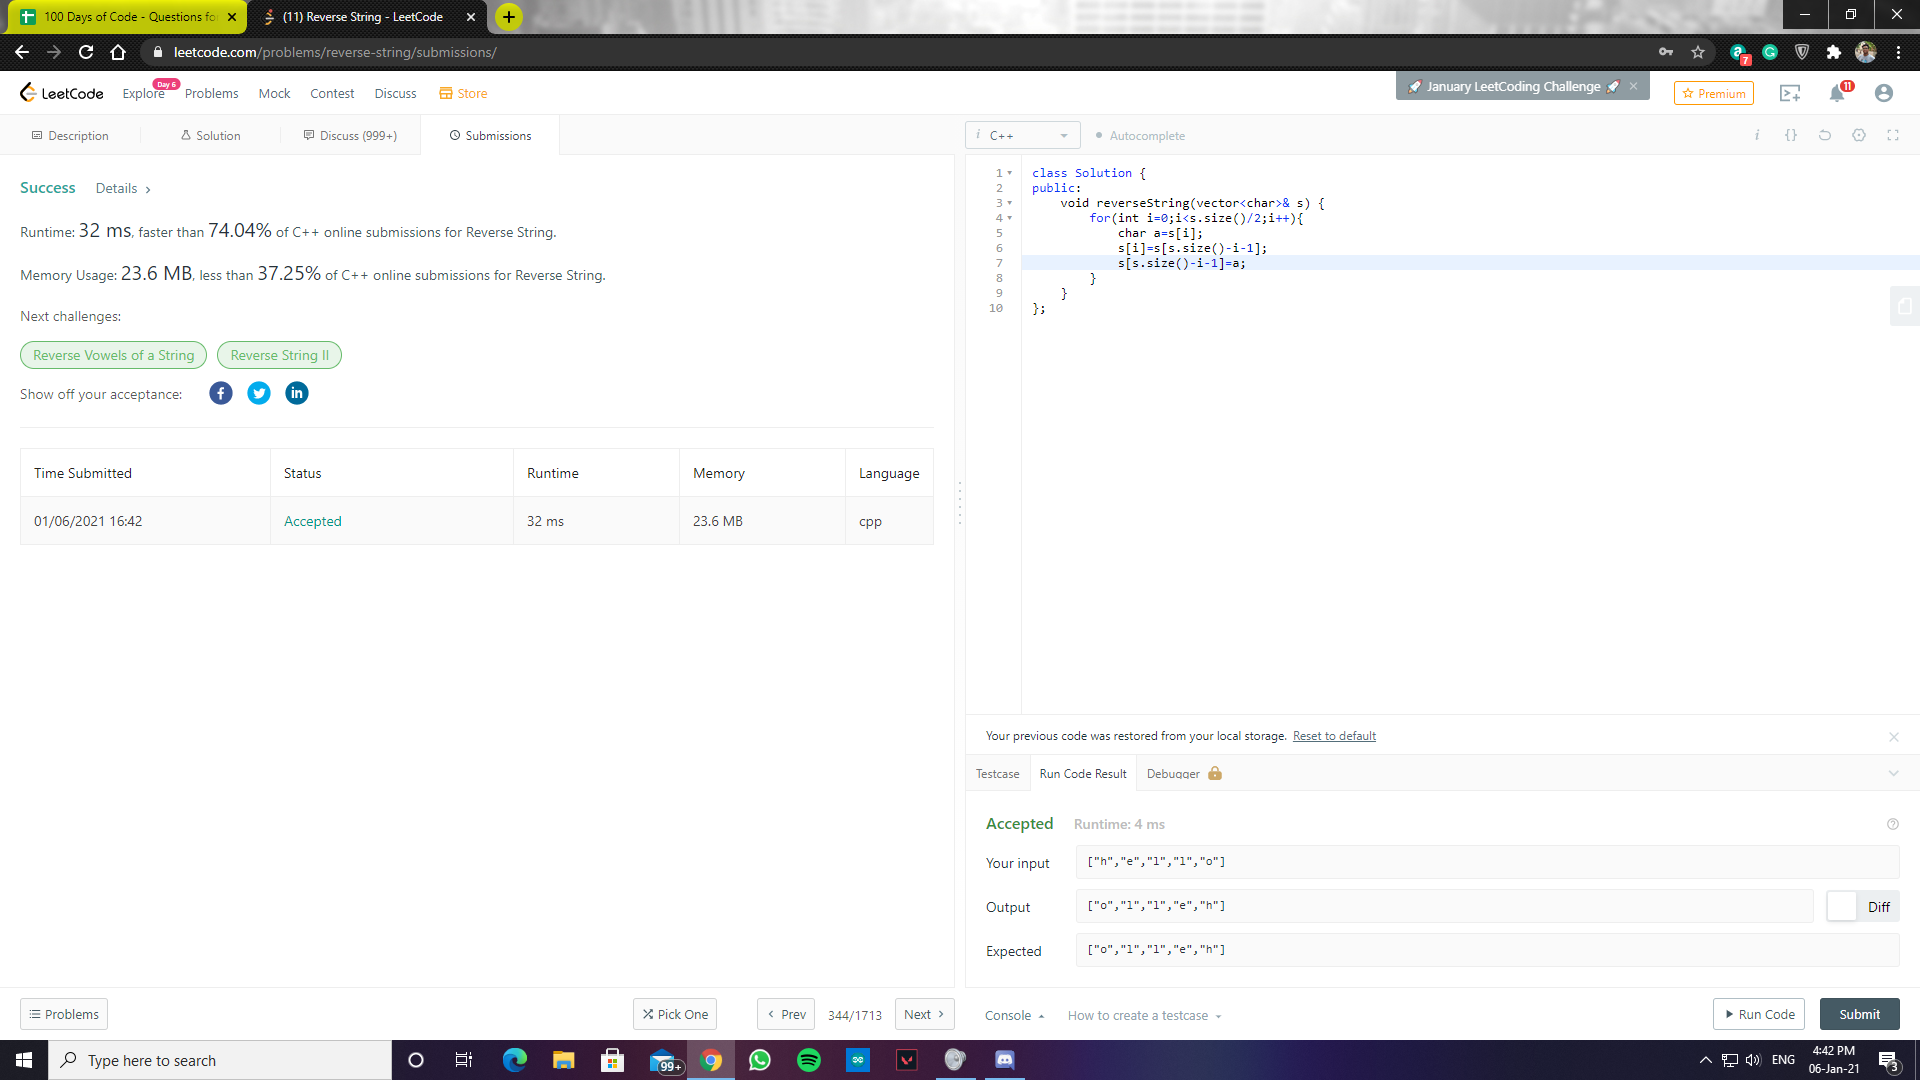 100 Days of Code - Questions fo
(11) Reverse String - LeetCode
leetcode.com/problems/reverse-string/submissions/
7
LeetCode
Explore
Day 6
Problems
Mock
Contest
Discuss
Store
January LeetCoding Challenge
Premium
11
Description
Solution
Discuss (999+)
Submissions
i C++
Autocomplete
Success
Details
Runtime: 32 ms, faster than 74.04% of C++ online submissions for Reverse String.
Memory Usage: 23.6 MB, less than 37.25% of C++ online submissions for Reverse String.
Next challenges:
Reverse Vowels of a String
Reverse String II
Show off your acceptance:
Time Submitted Status Runtime Memory Language
01/06/2021 16:42 Accepted 32 ms 23.6 MB cpp
1 class Solution {
2 public:
3     void reverseString(vector<char>& s) {
4         for(int i=0;i<s.size()/2;i++){
5             char a=s[i];
6             s[i]=s[s.size()-i-1];
7             s[s.size()-i-1]=a;
8         }
9     }
10 };
Your previous code was restored from your local storage. Reset to default
Testcase
Run Code Result
Debugger
Accepted
Runtime: 4 ms
Your input
["h","e","l","l","o"]
Output
["o","l","l","e","h"]
Diff
Expected
["o","l","l","e","h"]
Problems
Pick One
Prev
344/1713
Next
Console
How to create a testcase
Run Code
Submit
Type here to search
99+
ENG
4:42 PM
06-Jan-21
3